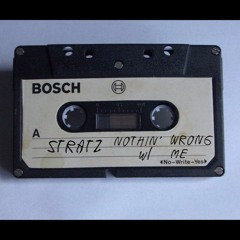 BOSCH
A
STRATZ NOTHIN' WRONG
W/ ME
◄No-Write-Yes►